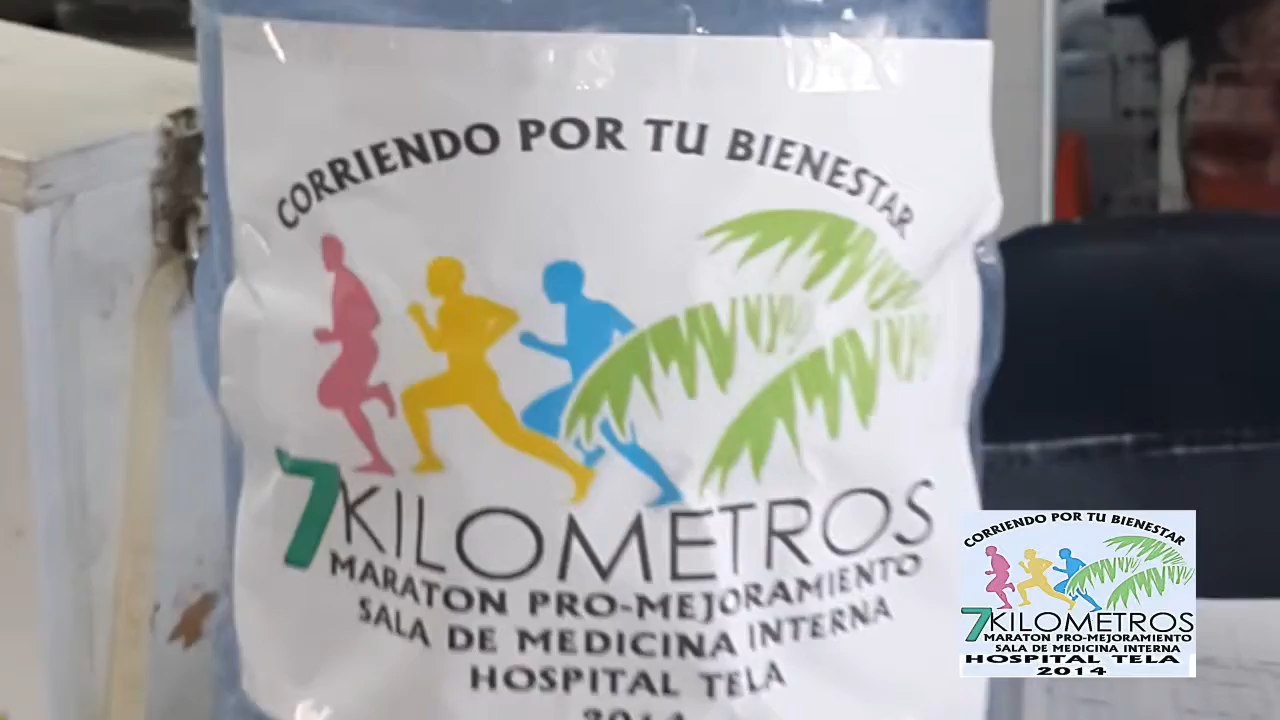 CORRIENDO POR TU BIENESTAR
7KILOMETROS
MARATON PRO-MEJORAMIENTO
SALA DE MEDICINA INTERNA
HOSPITAL TELA
2014
CORRIENDO POR TU BIENESTAR
7KILOMETROS
MARATON PRO-MEJORAMIENTO
SALA DE MEDICINA INTERNA
HOSPITAL TELA
2014